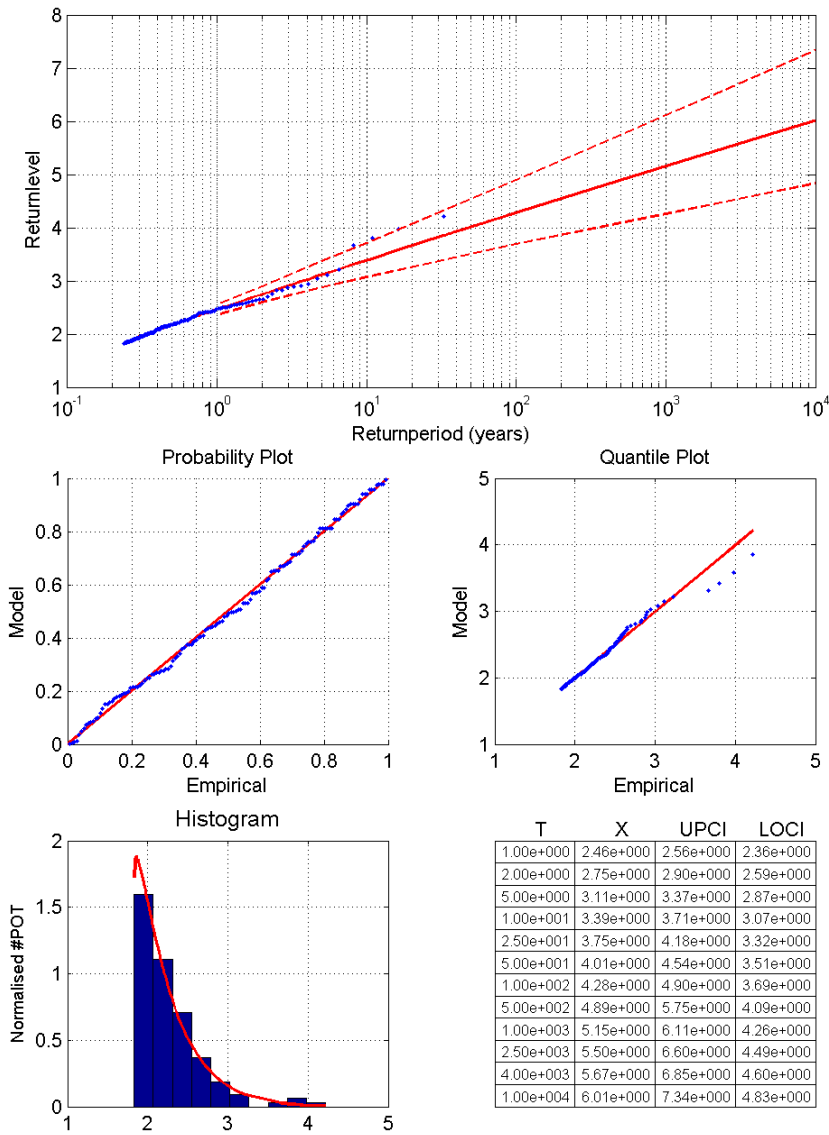 8
7
6
5
4
3
2
1
Returnlevel
10^-1 10^0 10^1 10^2 10^3 10^4
Returnperiod (years)
Probability Plot
1
0.8
0.6
0.4
0.2
0
Model
0 0.2 0.4 0.6 0.8 1
Empirical
Quantile Plot
5
4
3
2
1
Model
1 2 3 4 5
Empirical
Histogram
2
1.5
1
0.5
0
Normalised #POT
1 2 3 4 5
T X UPCI LOCI
1.00e+000 2.46e+000 2.56e+000 2.36e+000
2.00e+000 2.75e+000 2.90e+000 2.59e+000
5.00e+000 3.11e+000 3.37e+000 2.87e+000
1.00e+001 3.39e+000 3.71e+000 3.07e+000
2.50e+001 3.75e+000 4.18e+000 3.32e+000
5.00e+001 4.01e+000 4.54e+000 3.51e+000
1.00e+002 4.28e+000 4.90e+000 3.69e+000
5.00e+002 4.89e+000 5.75e+000 4.09e+000
1.00e+003 5.15e+000 6.11e+000 4.26e+000
2.50e+003 5.50e+000 6.60e+000 4.49e+000
4.00e+003 5.67e+000 6.85e+000 4.60e+000
1.00e+004 6.01e+000 7.34e+000 4.83e+000